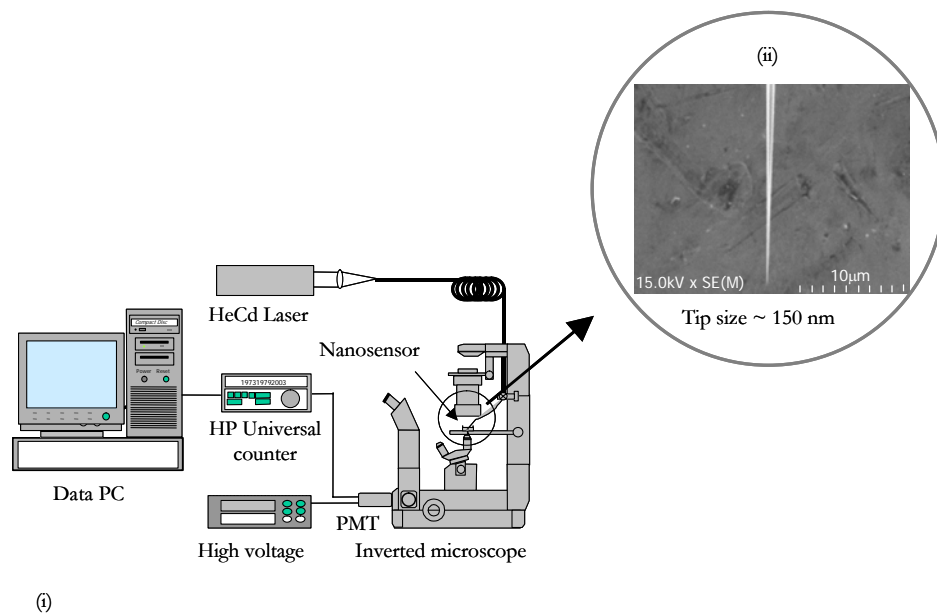 (ii)
15.0kV x SE(M)
10μm
Tip size ~ 150 nm
HeCd Laser
Nanosensor
Compact Disc
Power Reset
197319792003
HP Universal
counter
Data PC
PMT
High voltage
Inverted microscope
(i)